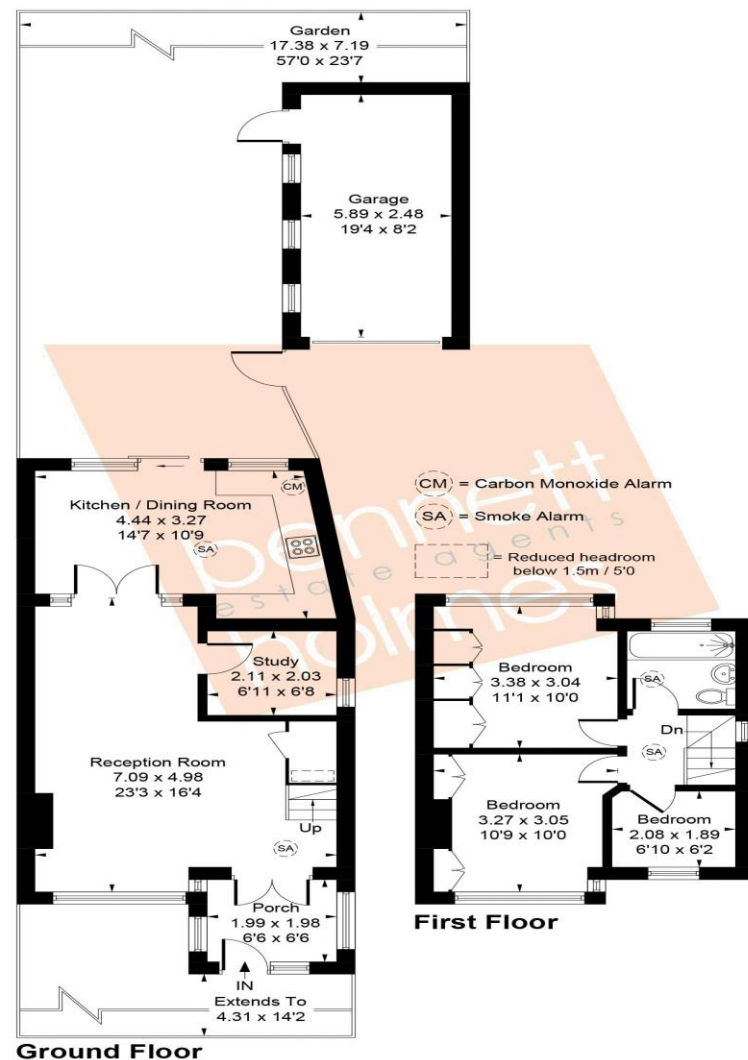 Garden
17.38 x 7.19
57'0 x 23'7
Garage
5.89 x 2.48
19'4 x 8'2
CM
Kitchen / Dining Room
4.44 x 3.27
14'7 x 10'9
SA
CM = Carbon Monoxide Alarm
SA = Smoke Alarm
= Reduced headroom
below 1.5m / 5'0
bennett
estate agents
holmes
Study
2.11 x 2.03
6'11 x 6'8
Reception Room
7.09 x 4.98
23'3 x 16'4
Up
SA
Porch
1.99 x 1.98
6'6 x 6'6
IN
Extends To
4.31 x 14'2
Ground Floor
Bedroom
3.38 x 3.04
11'1 x 10'0
SA
Dn
SA
Bedroom
3.27 x 3.05
10'9 x 10'0
Bedroom
2.08 x 1.89
6'10 x 6'2
First Floor